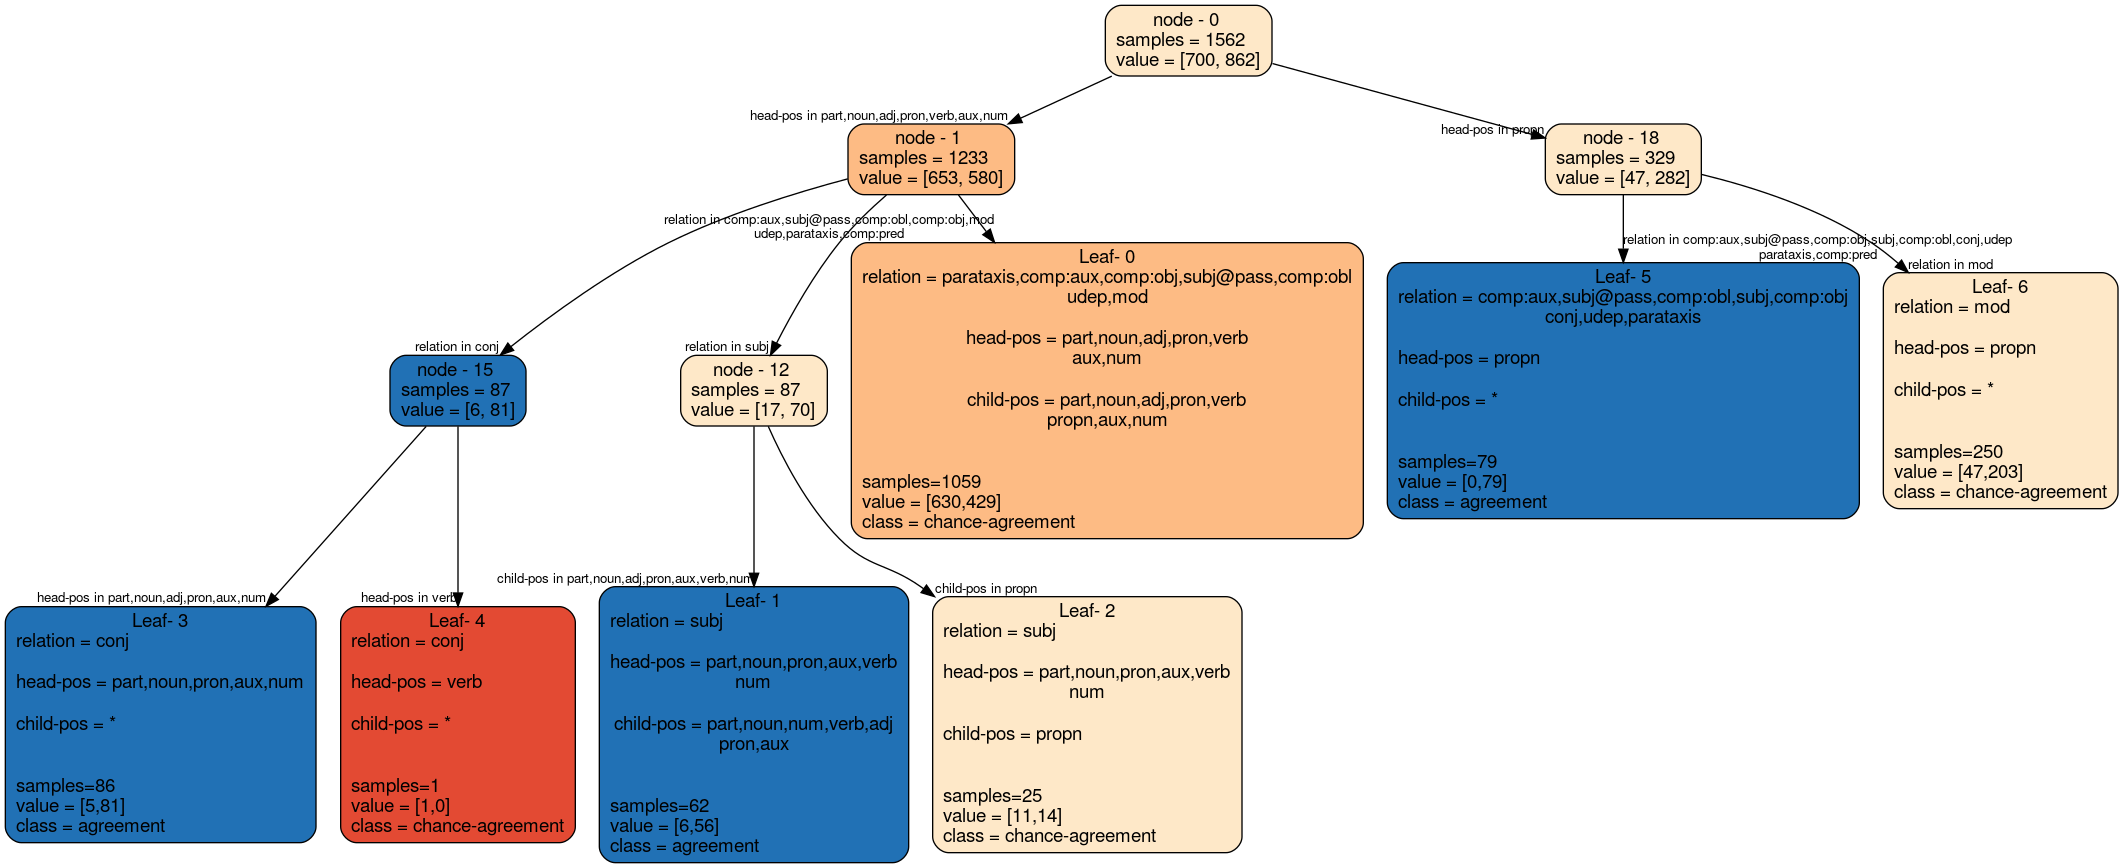 node - 0
samples = 1562
value = [700, 862]
head-pos in part,noun,adj,pron,verb,aux,num
head-pos in propn
node - 1
samples = 1233
value = [653, 580]
node - 18
samples = 329
value = [47, 282]
relation in comp:aux,subj@pass,comp:obl,comp:obj,mod
udep,parataxis,comp:pred
relation in comp:aux,subj@pass,comp:obj,subj,comp:obl,conj,udep
parataxis,comp:pred
relation in mod
relation in conj
relation in subj
Leaf- 0
relation = parataxis,comp:aux,comp:obj,subj@pass,comp:obl
udep,mod
head-pos = part,noun,adj,pron,verb
aux,num
child-pos = part,noun,adj,pron,verb
propn,aux,num
samples=1059
value = [630,429]
class = chance-agreement
Leaf- 5
relation = comp:aux,subj@pass,comp:obl,subj,comp:obj
conj,udep,parataxis
head-pos = propn
child-pos = *
samples=79
value = [0,79]
class = agreement
Leaf- 6
relation = mod
head-pos = propn
child-pos = *
samples=250
value = [47,203]
class = chance-agreement
node - 15
samples = 87
value = [6, 81]
node - 12
samples = 87
value = [17, 70]
head-pos in part,noun,adj,pron,aux,num
head-pos in verb
child-pos in part,noun,adj,pron,aux,verb,num
child-pos in propn
Leaf- 3
relation = conj
head-pos = part,noun,pron,aux,num
child-pos = *
samples=86
value = [5,81]
class = agreement
Leaf- 4
relation = conj
head-pos = verb
child-pos = *
samples=1
value = [1,0]
class = chance-agreement
Leaf- 1
relation = subj
head-pos = part,noun,pron,aux,verb
num
child-pos = part,noun,num,verb,adj
pron,aux
samples=62
value = [6,56]
class = agreement
Leaf- 2
relation = subj
head-pos = part,noun,pron,aux,verb
num
child-pos = propn
samples=25
value = [11,14]
class = chance-agreement